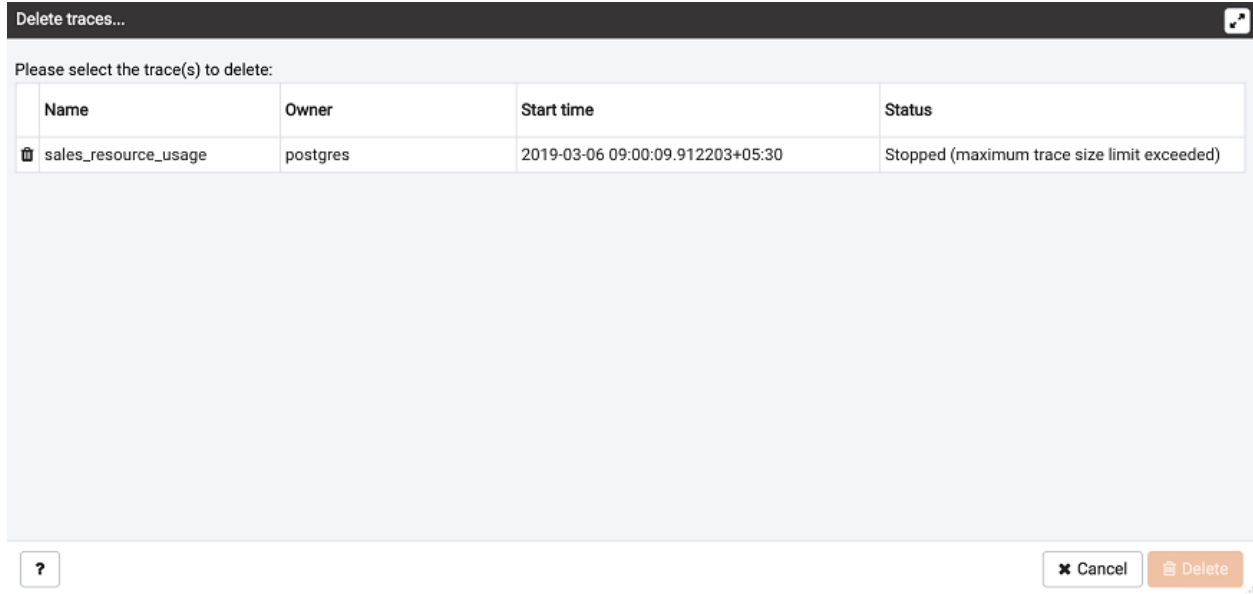 Delete traces...
Please select the trace(s) to delete:
Name Owner Start time Status
sales_resource_usage postgres 2019-03-06 09:00:09.912203+05:30 Stopped (maximum trace size limit exceeded)
? Cancel Delete